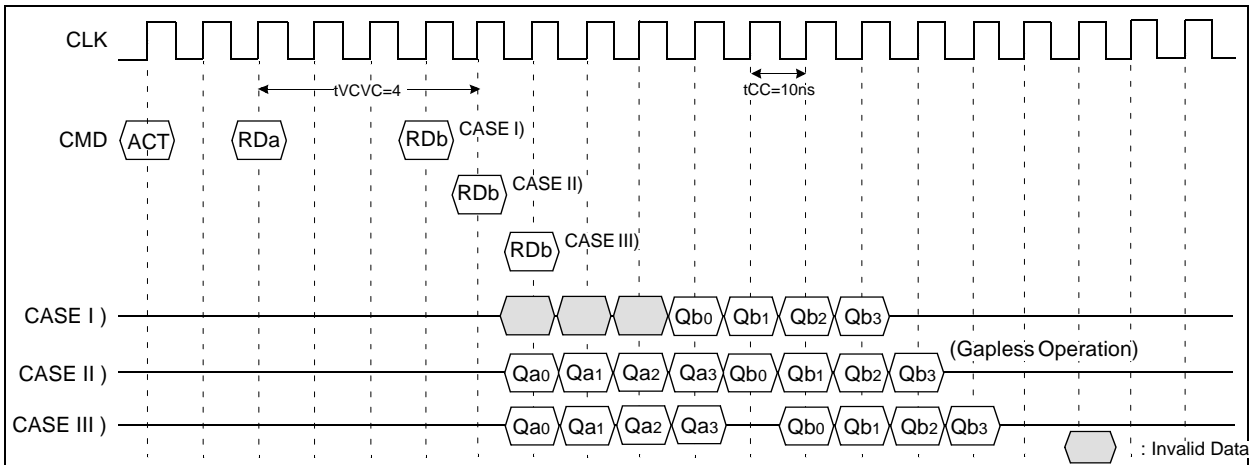 CLK
tVCVC=4
tCC=10ns
CMD ACT RDa RDb CASE I)
RDb CASE II)
RDb CASE III)
CASE I ) Qb0 Qb1 Qb2 Qb3
(Gapless Operation)
CASE II ) Qa0 Qa1 Qa2 Qa3 Qb0 Qb1 Qb2 Qb3
CASE III ) Qa0 Qa1 Qa2 Qa3 Qb0 Qb1 Qb2 Qb3
: Invalid Data